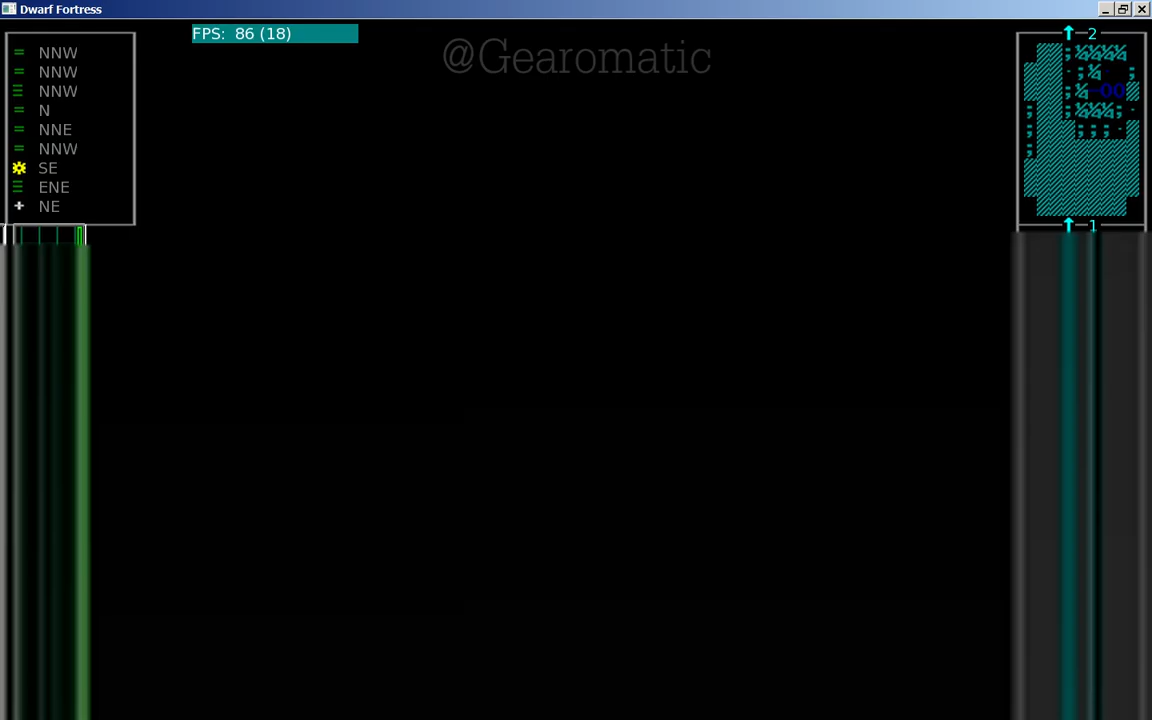 Dwarf Fortress
FPS: 86 (18)
@Gearomatic
NNW
NNW
NNW
N
NNE
NNW
SE
ENE
NE
2
1